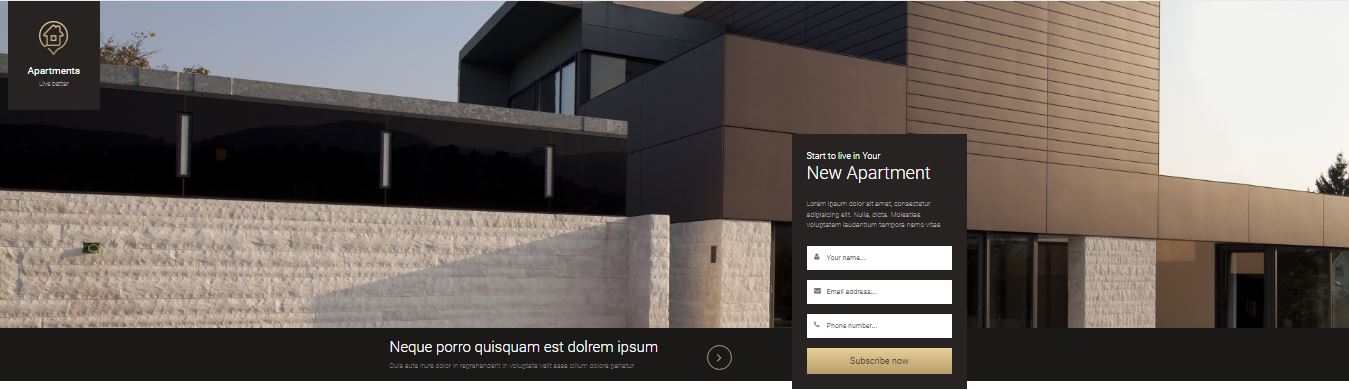 Apartments
Live better
Start to live in Your
New Apartment
Lorem ipsum dolor sit amet, consectetur
adipisicing elit. Nulla, dicta. Molestiae
voluptatem laudantium tempora nemo vitae
Your name...
Email address...
Phone number...
Subscribe now
Neque porro quisquam est dolrem ipsum
Duis aute irure dolor in reprehenderit in voluptate velit esse cillum dolore pariatur